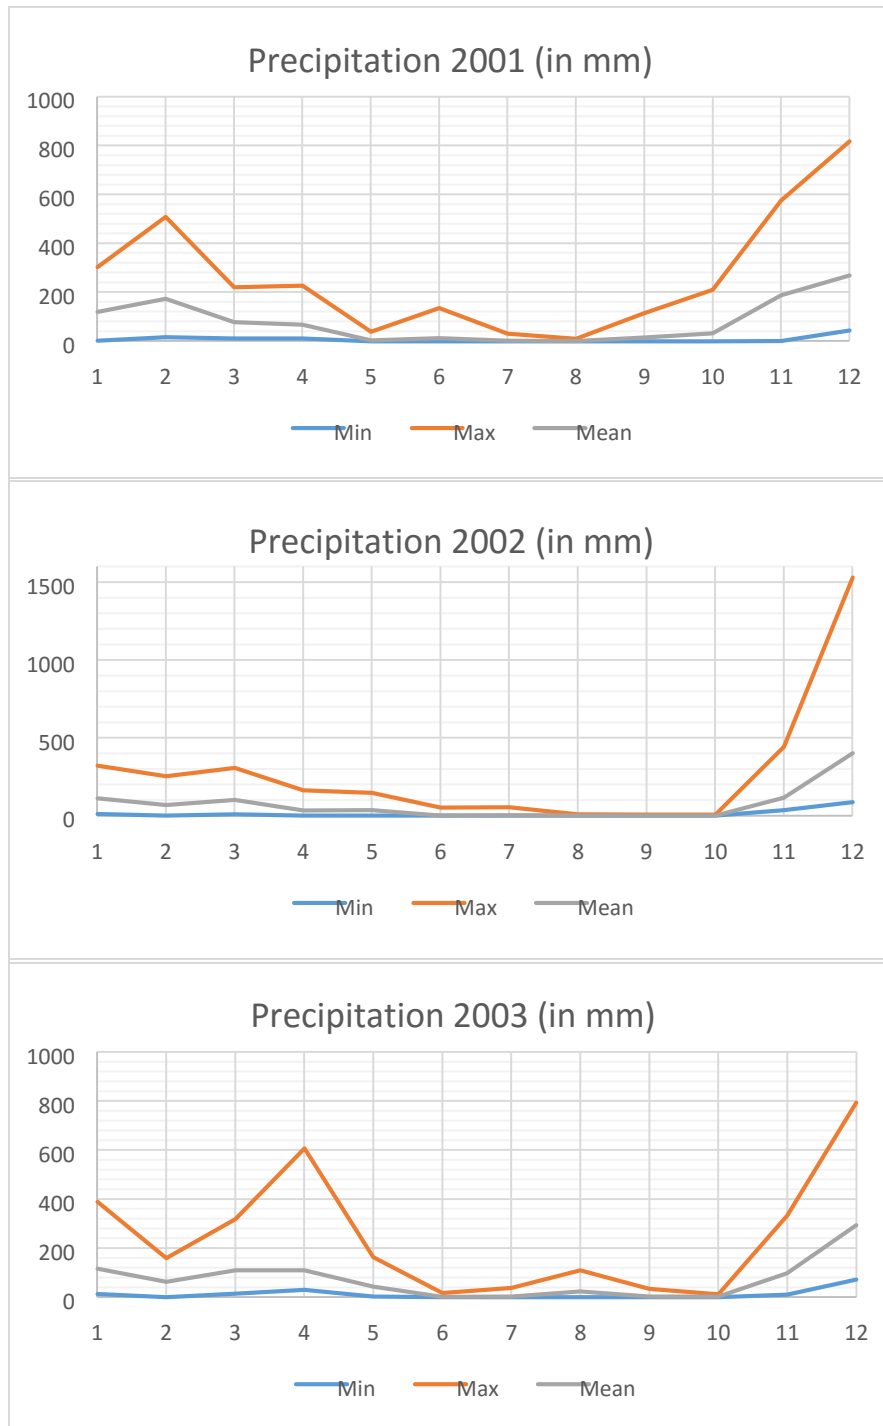 Precipitation 2001 (in mm)
1000
800
600
400
200
0
1 2 3 4 5 6 7 8 9 10 11 12
Min Max Mean
Precipitation 2002 (in mm)
1500
1000
500
0
1 2 3 4 5 6 7 8 9 10 11 12
Min Max Mean
Precipitation 2003 (in mm)
1000
800
600
400
200
0
1 2 3 4 5 6 7 8 9 10 11 12
Min Max Mean